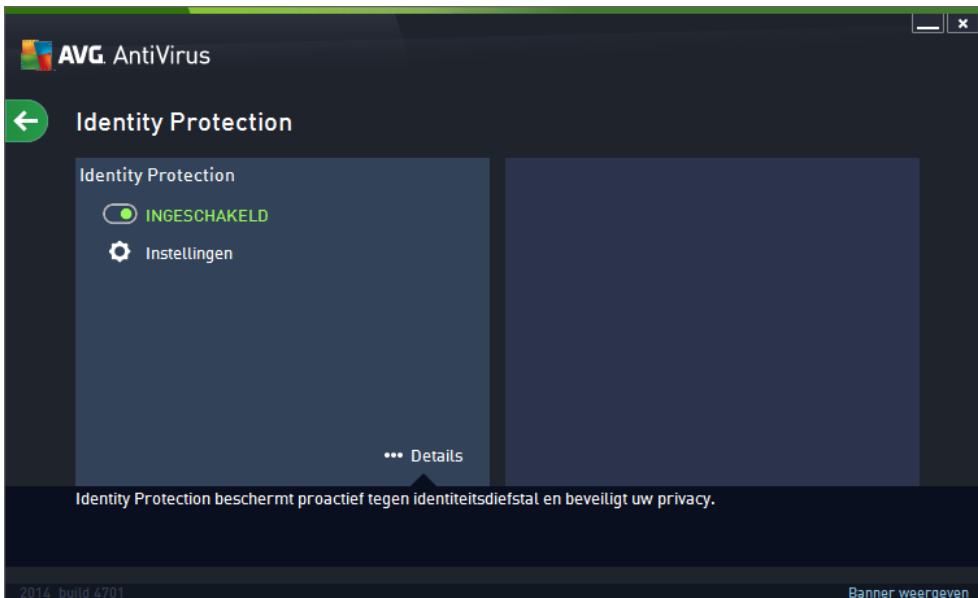 AVG AntiVirus
Identity Protection
Identity Protection
INGESCHAKELD
Instellingen
••• Details
Identity Protection beschermt proactief tegen identiteitsdiefstal en beveiligt uw privacy.
2014 build 4701
Banner weergeven